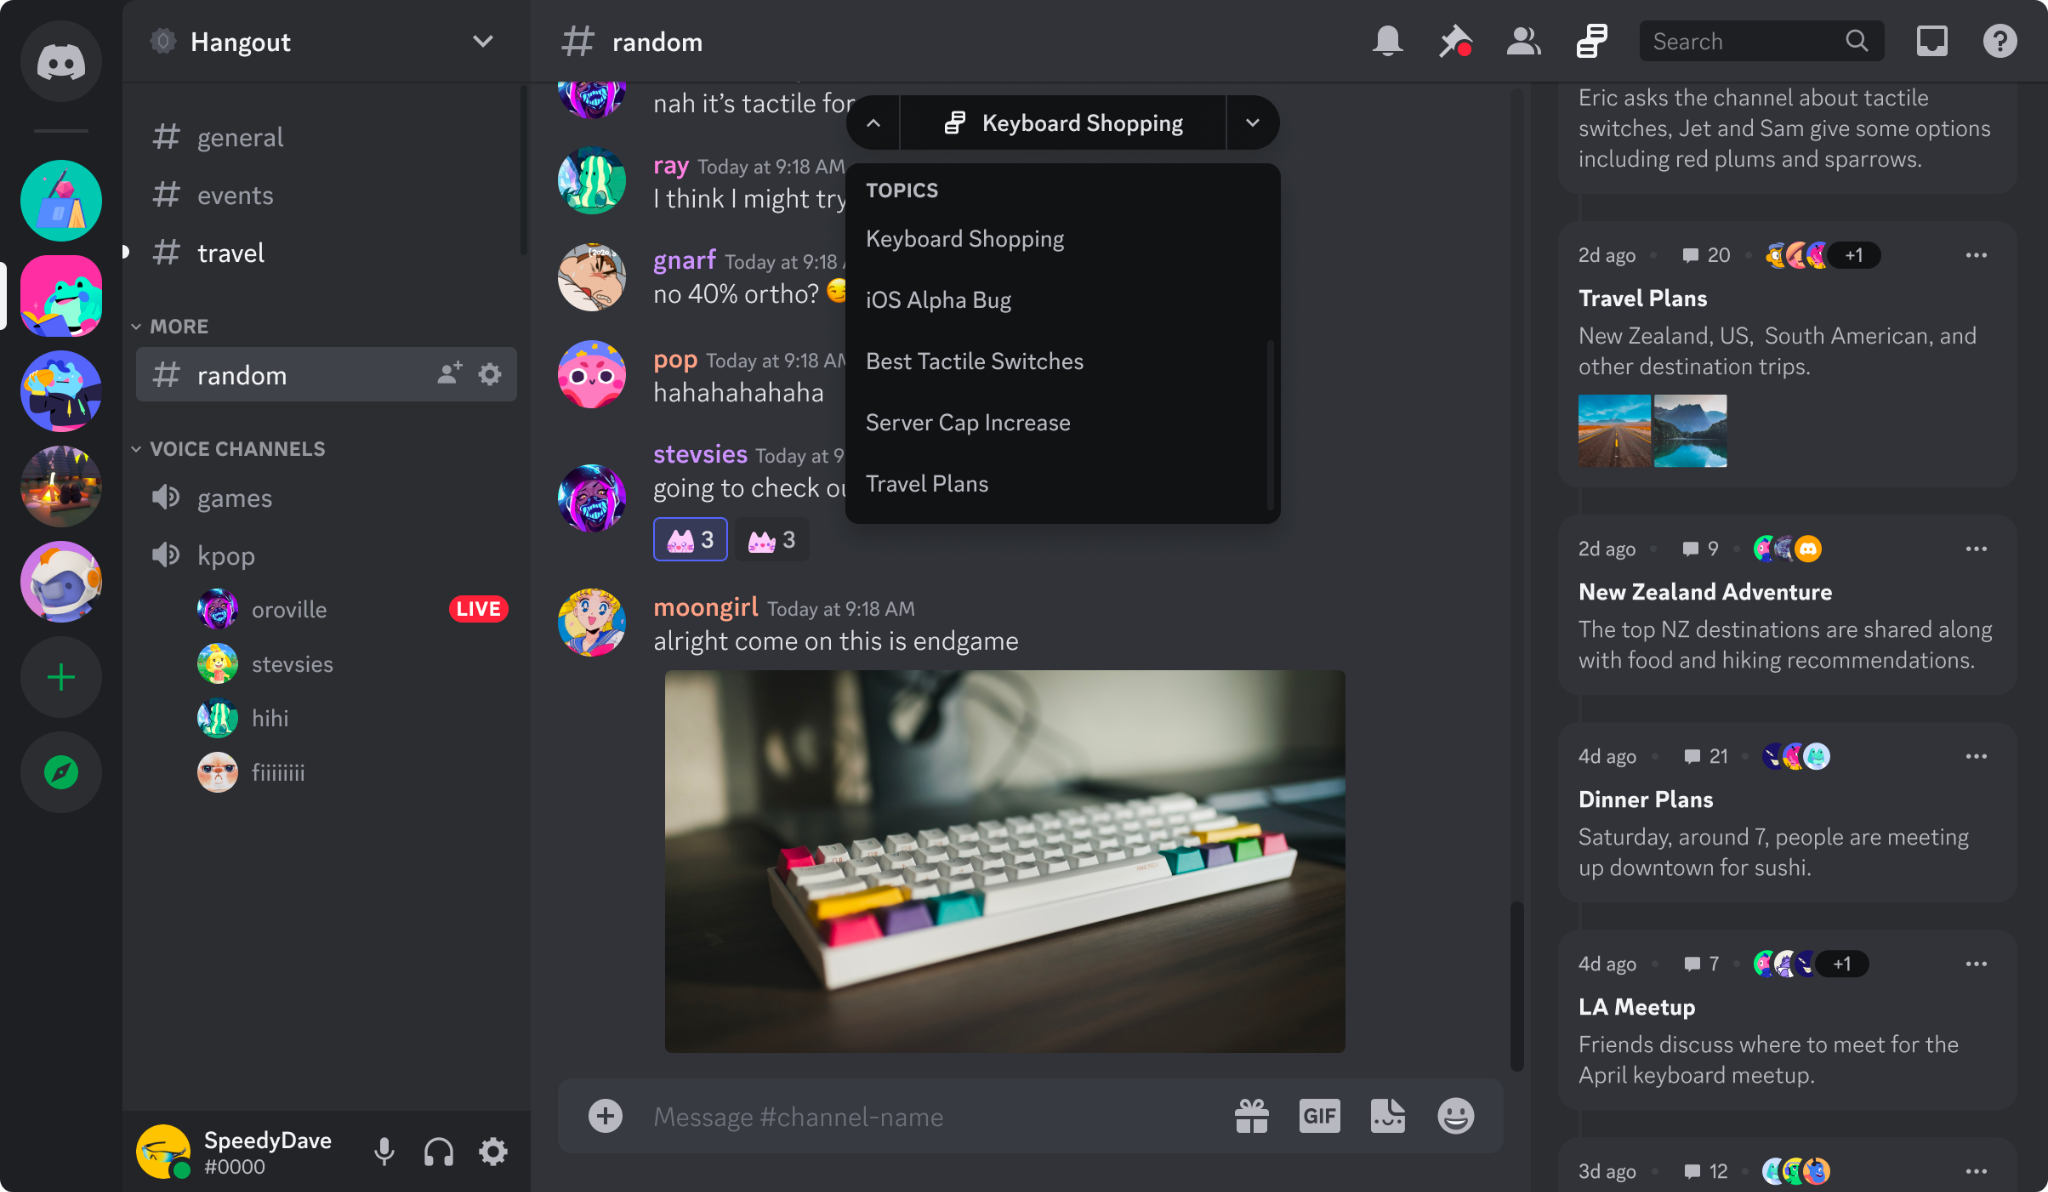 Hangout
general
events
travel
MORE
random
VOICE CHANNELS
games
kpop
oroville
LIVE
stevsies
hihi
fiiiiiiii
SpeedyDave
#0000
random
Search
nah it’s tactile for
ray Today at 9:18 AM
I think I might try
gnarf Today at 9:18
no 40% ortho? 😏
pop Today at 9:18 AM
hahahahahaha
stevsies Today at 9
going to check ou
3 3
moongirl Today at 9:18 AM
alright come on this is endgame
Message #channel-name
GIF
Keyboard Shopping
TOPICS
Keyboard Shopping
iOS Alpha Bug
Best Tactile Switches
Server Cap Increase
Travel Plans
Eric asks the channel about tactile
switches, Jet and Sam give some options
including red plums and sparrows.
2d ago 20 +1
Travel Plans
New Zealand, US, South American, and
other destination trips.
2d ago 9
New Zealand Adventure
The top NZ destinations are shared along
with food and hiking recommendations.
4d ago 21
Dinner Plans
Saturday, around 7, people are meeting
up downtown for sushi.
4d ago 7 +1
LA Meetup
Friends discuss where to meet for the
April keyboard meetup.
3d ago 12